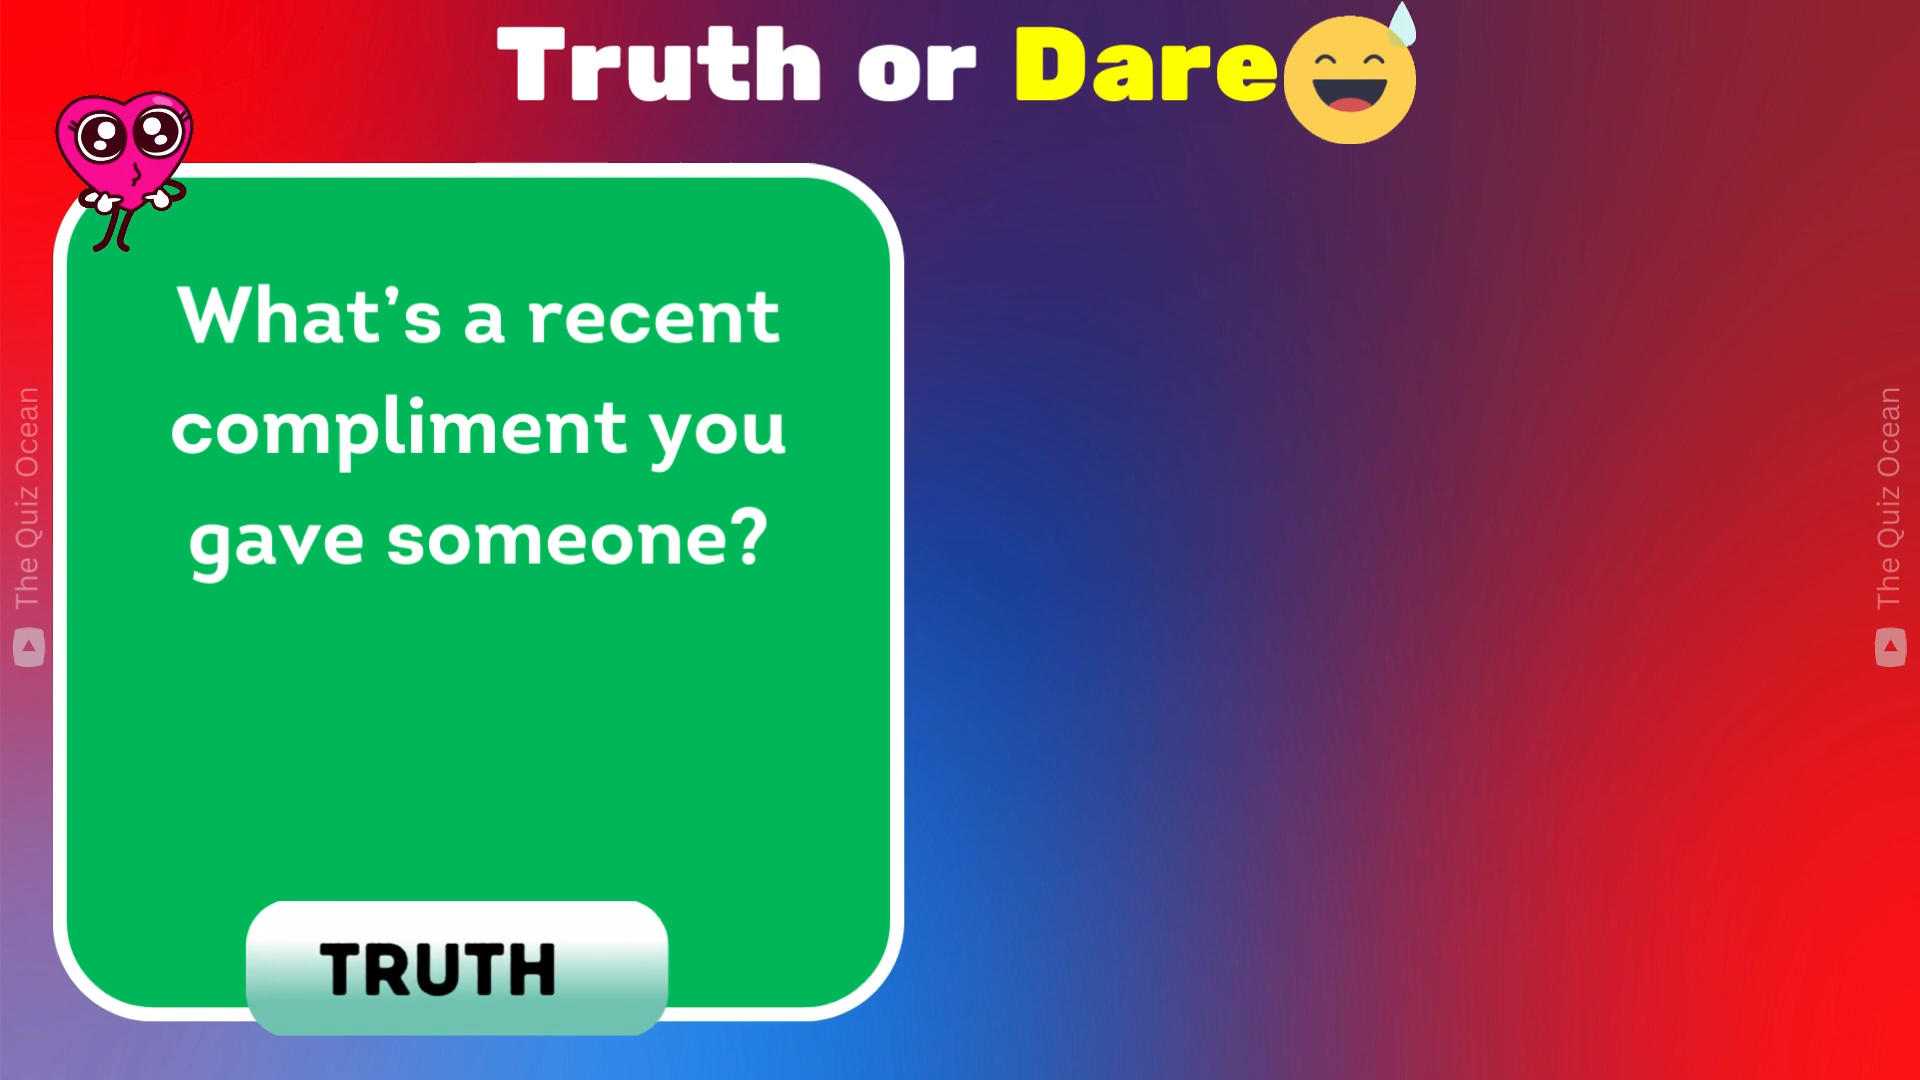 Truth or Dare
What's a recent
compliment you
gave someone?
TRUTH
The Quiz Ocean
The Quiz Ocean